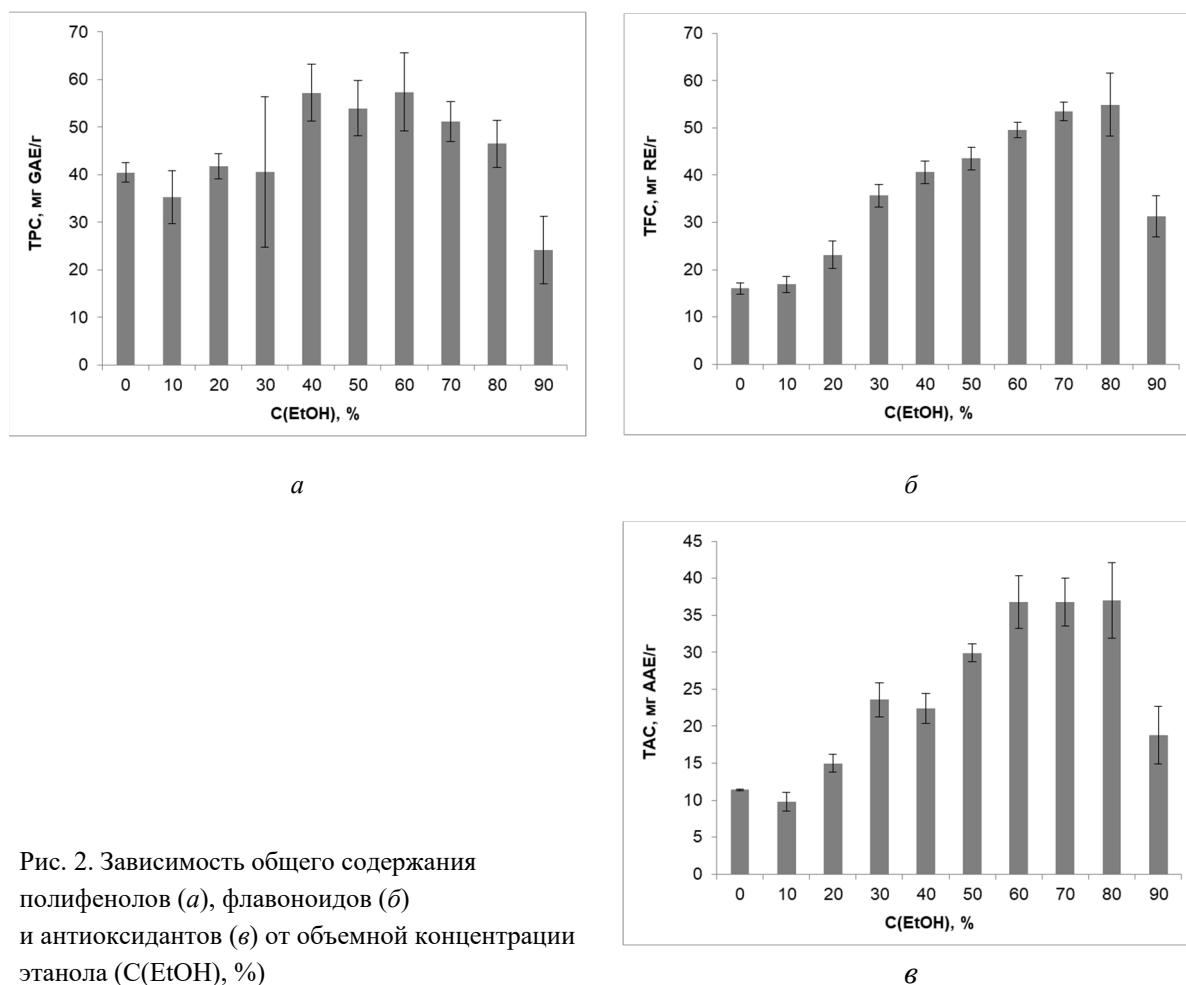 70
60
50
40
30
20
10
0
TPC, мг GAE/г
0 10 20 30 40 50 60 70 80 90
C(EtOH), %
а
70
60
50
40
30
20
10
0
TFC, мг RE/г
0 10 20 30 40 50 60 70 80 90
C(EtOH), %
б
45
40
35
30
25
20
15
10
5
0
TAC, мг AAE/г
0 10 20 30 40 50 60 70 80 90
C(EtOH), %
в
Рис. 2. Зависимость общего содержания
полифенолов (а), флавоноидов (б)
и антиоксидантов (в) от объемной концентрации
этанола (C(EtOH), %)